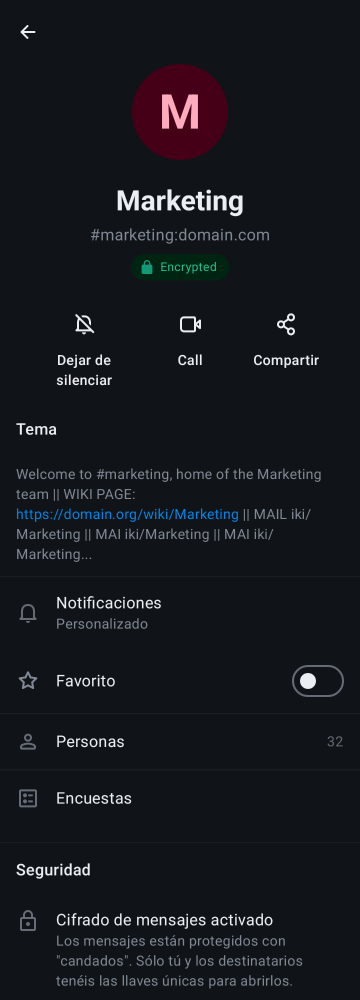 M
Marketing
#marketing:domain.com
Encrypted
Dejar de
silenciar
Call
Compartir
Tema
Welcome to #marketing, home of the Marketing
team || WIKI PAGE:
https://domain.org/wiki/Marketing || MAIL iki/
Marketing || MAI iki/Marketing || MAI iki/
Marketing...
Notificaciones
Personalizado
Favorito
Personas
32
Encuestas
Seguridad
Cifrado de mensajes activado
Los mensajes están protegidos con
"candados". Sólo tú y los destinatarios
tenéis las llaves únicas para abrirlos.